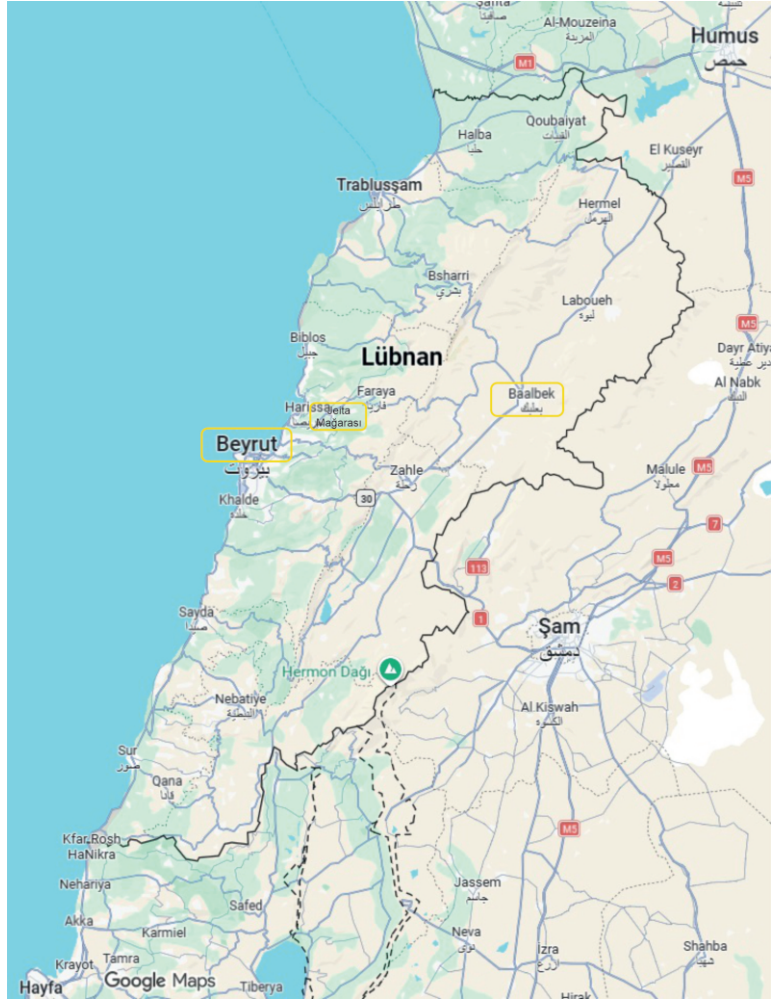 Safita
صافيتا
Al-Mouzeina
المزينة
Humus
حمص
M1
Qoubaiyat
القبيات
Halba
حلبا
El Kuseyr
القصير
M5
Trablusşam
طرابلس
Hermel
الهرمل
Bsharri
بشري
Laboueh
لبوة
M5
Biblos
جبيل
Lübnan
Dayr Atiya
دير عطية
Al Nabk
النبك
Faraya
فاريا
Baalbek
بعلبك
Harissa
حريصا
Jeita
Mağarası
Beyrut
بيروت
Zahle
زحلة
Malule
معلولا
M5
Khalde
خلده
30
7
M5
113
2
Sayda
صيدا
1
Şam
دمشق
Hermon Dağı
Nebatiye
النبطية
Al Kiswah
الكسوة
Sur
صور
Qana
قانا
M5
Kfar Rosh
HaNikra
Nehariya
Jassem
جاسم
Safed
Akka
Karmiel
Neva
نوى
Izra
ازرع
Shahba
شهبا
Tamra
Krayot
Google Maps
Tiberya
Hayfa
Hirak